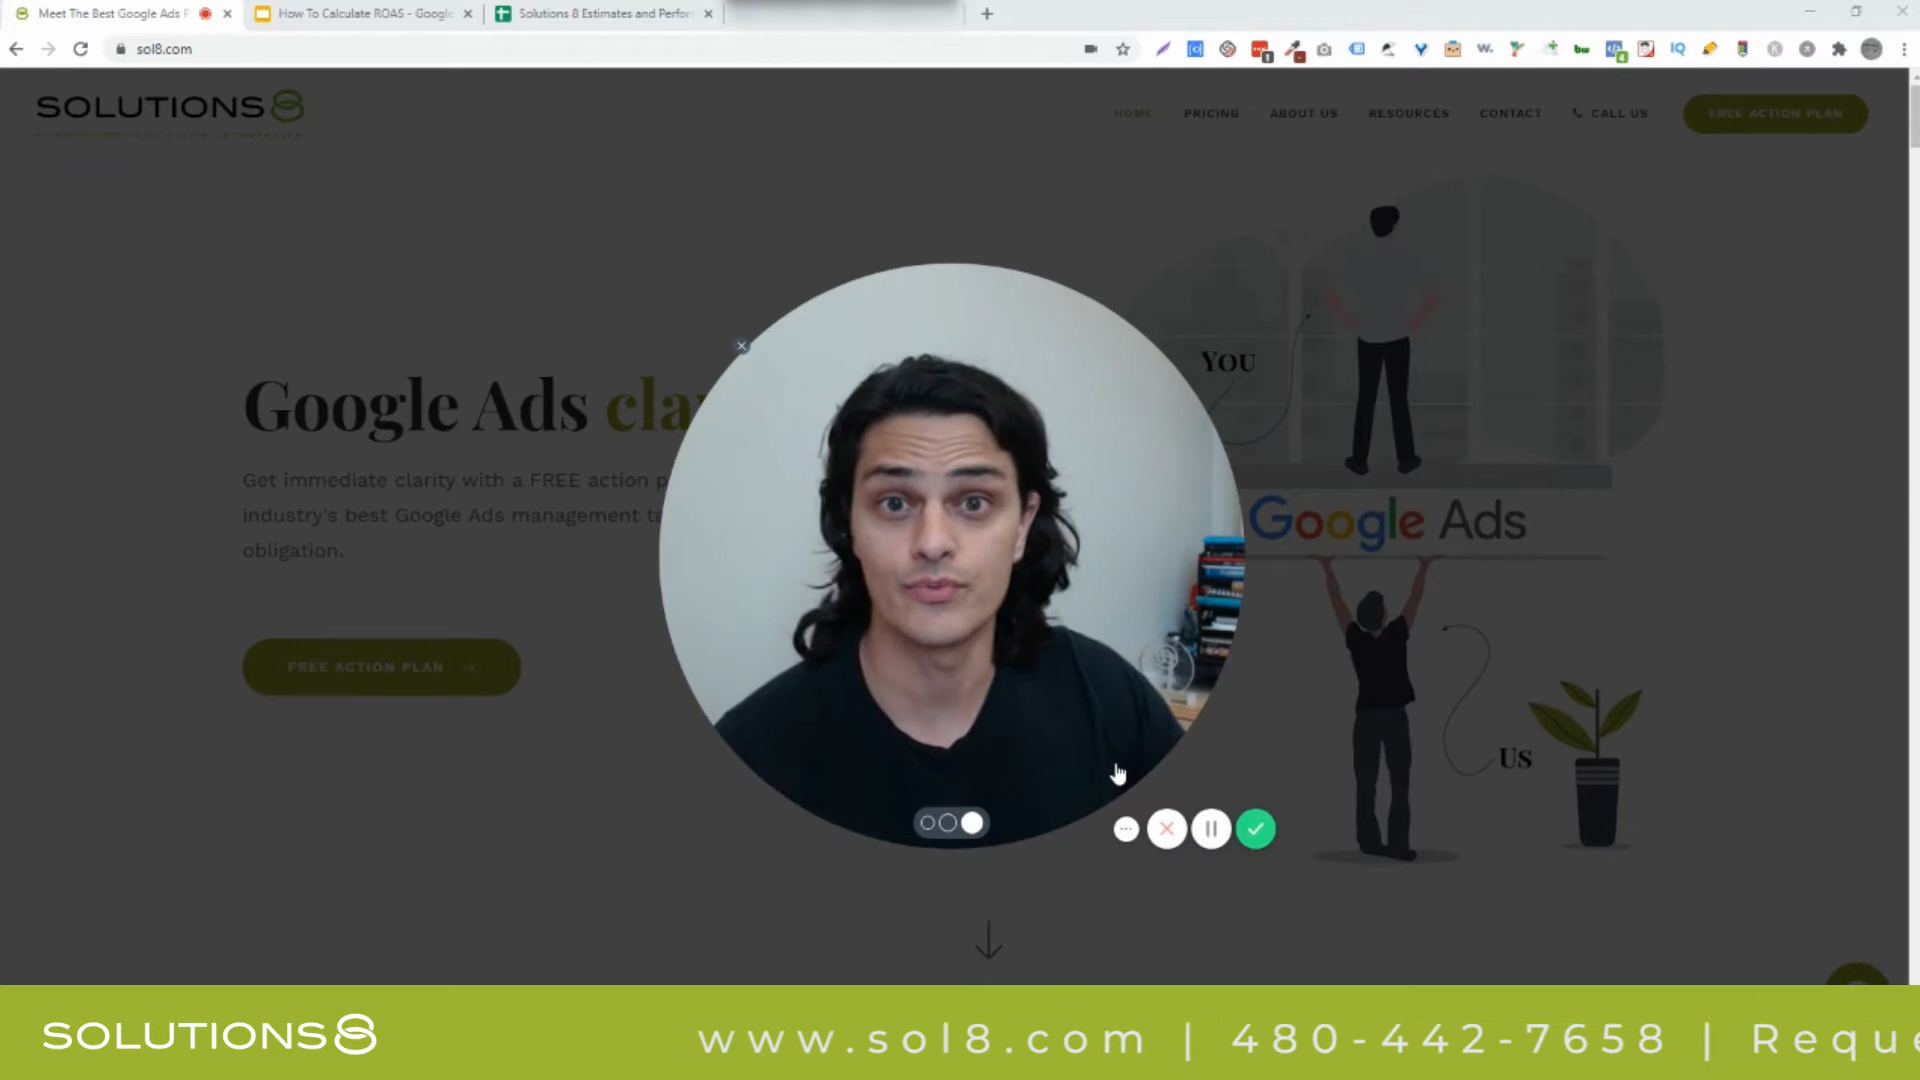 Meet The Best Google Ads P
How To Calculate ROAS - Google
Solutions 8 Estimates and Perfor
sol8.com
SOLUTIONS8
HOME
PRICING
ABOUT US
RESOURCES
CONTACT
CALL US
FREE ACTION PLAN
YOU
Google Ads cla
Get immediate clarity with a FREE action p
industry's best Google Ads management te
obligation.
Google Ads
FREE ACTION PLAN
US
SOLUTIONS8
www.sol8.com | 480-442-7658 | Reque